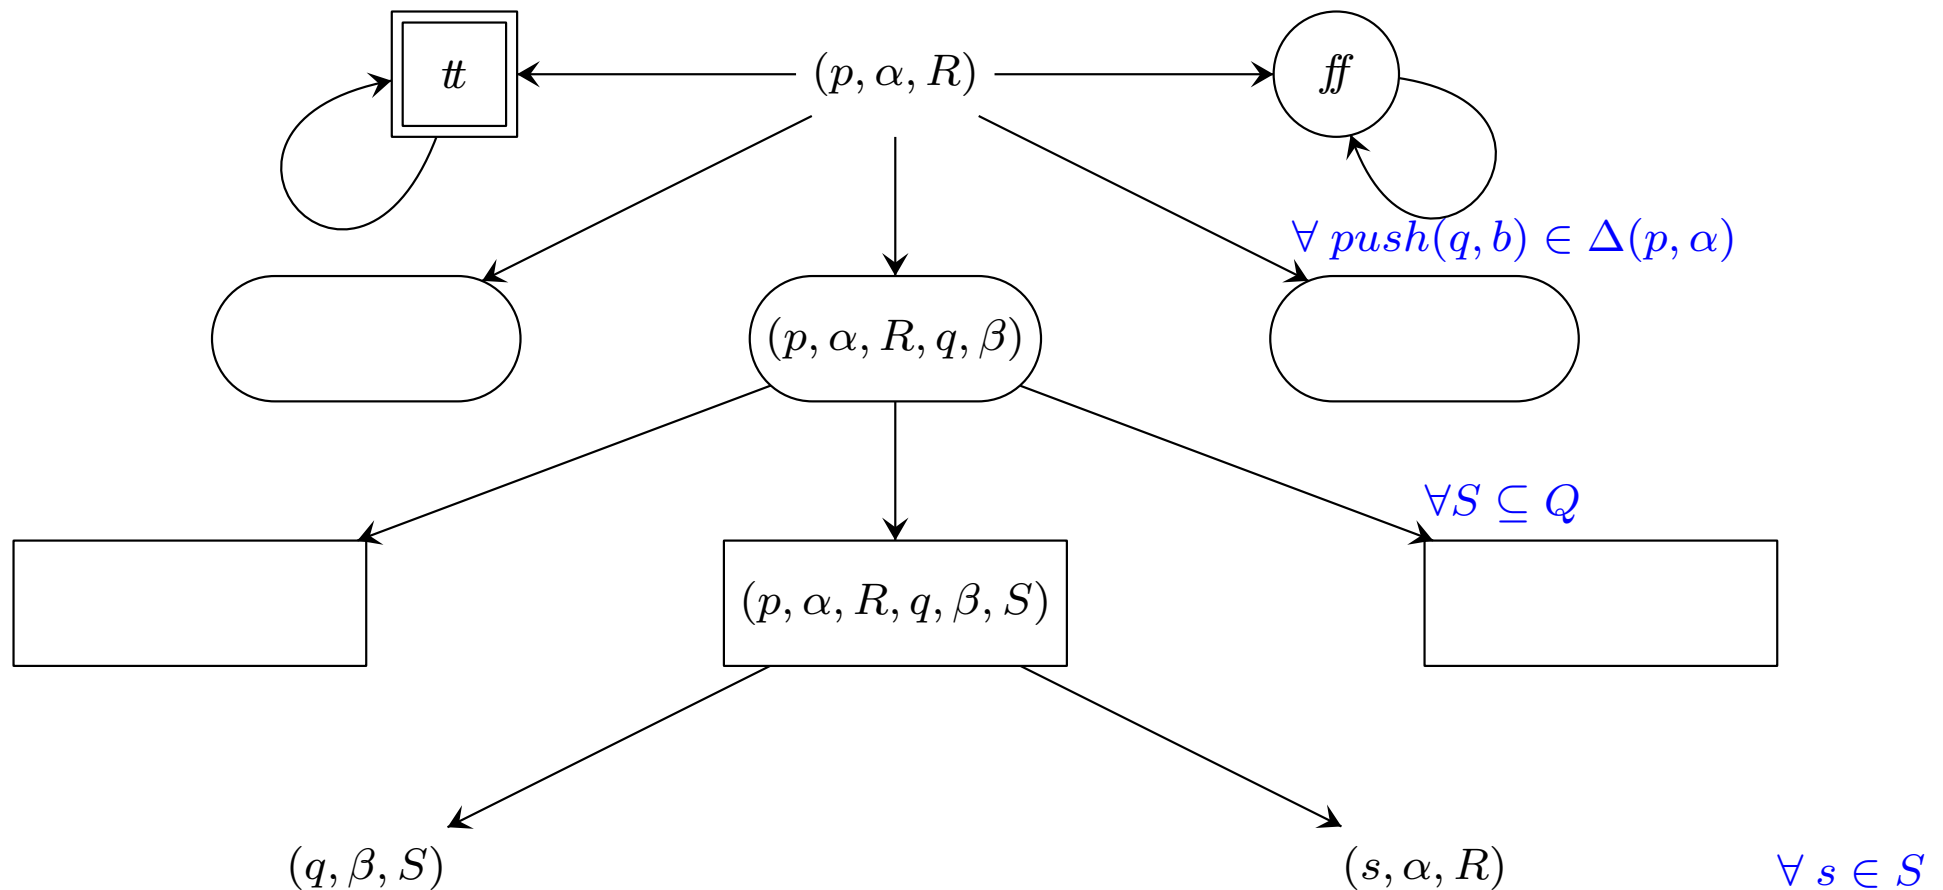 tt (p, α, R) ff
∀ push(q, b) ∈ Δ(p, α)
(p, α, R, q, β)
∀S ⊆ Q
(p, α, R, q, β, S)
(q, β, S) (s, α, R) ∀ s ∈ S